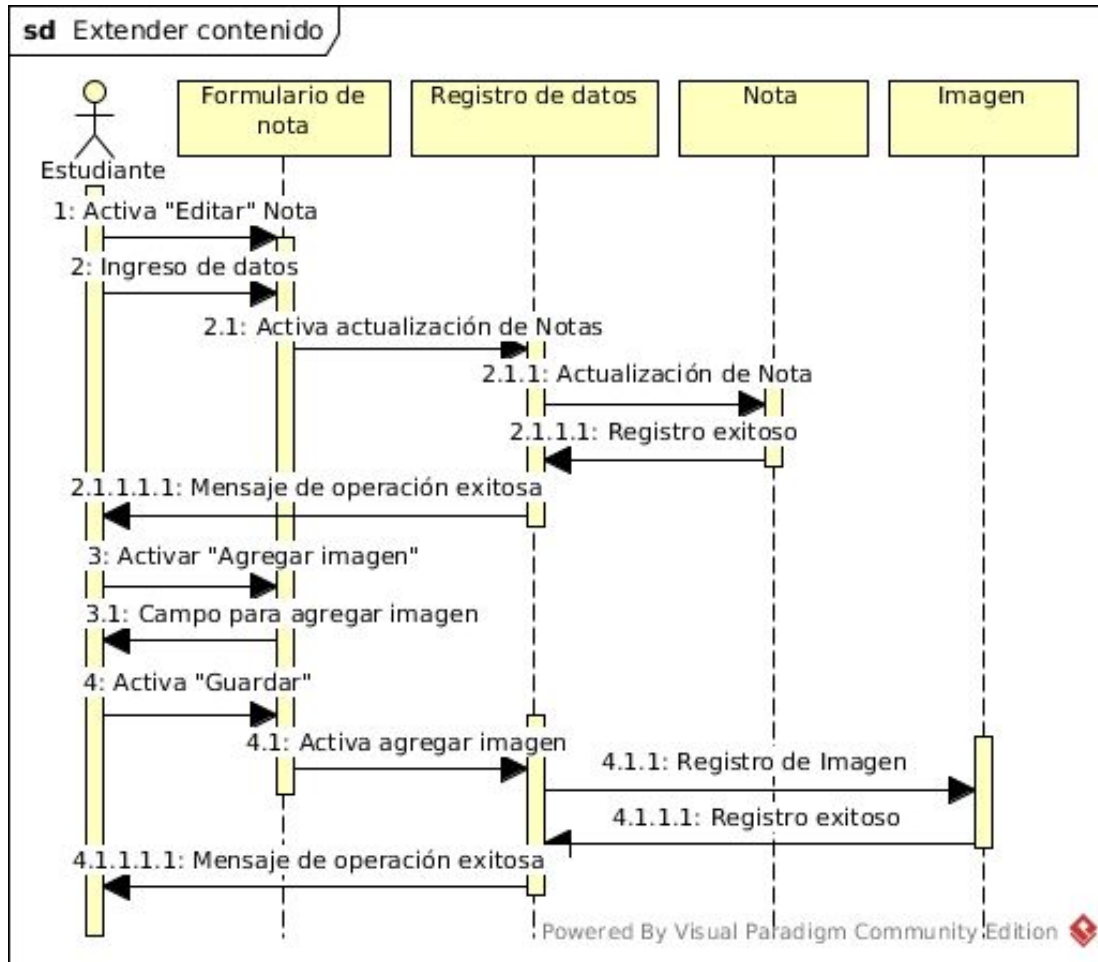 sd Extender contenido
Formulario de
nota
Registro de datos
Nota
Imagen
Estudiante
1: Activa "Editar" Nota
2: Ingreso de datos
2.1: Activa actualización de Notas
2.1.1: Actualización de Nota
2.1.1.1: Registro exitoso
2.1.1.1.1: Mensaje de operación exitosa
3: Activar "Agregar imagen"
3.1: Campo para agregar imagen
4: Activa "Guardar"
4.1: Activa agregar imagen
4.1.1: Registro de Imagen
4.1.1.1: Registro exitoso
4.1.1.1.1: Mensaje de operación exitosa
Powered By Visual Paradigm Community Edition